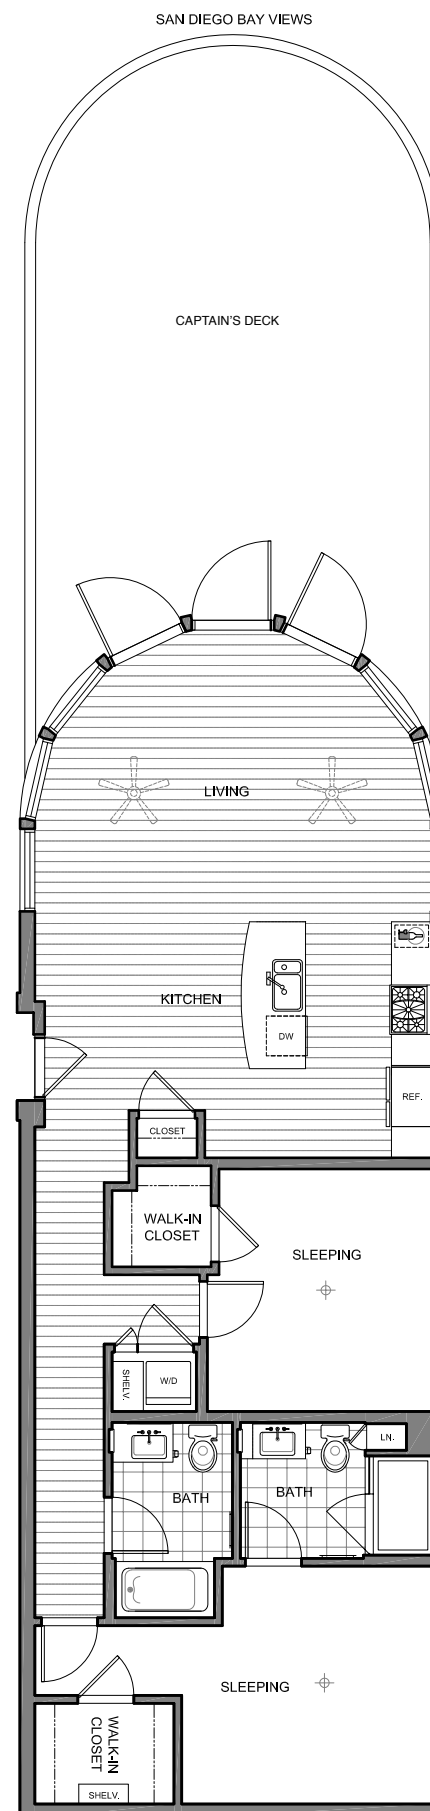 SAN DIEGO BAY VIEWS
CAPTAIN'S DECK
LIVING
KITCHEN
DW
REF.
CLOSET
WALK-IN
CLOSET
SLEEPING
SHELV.
W/D
LN.
BATH
BATH
SLEEPING
WALK-IN
CLOSET
SHELV.